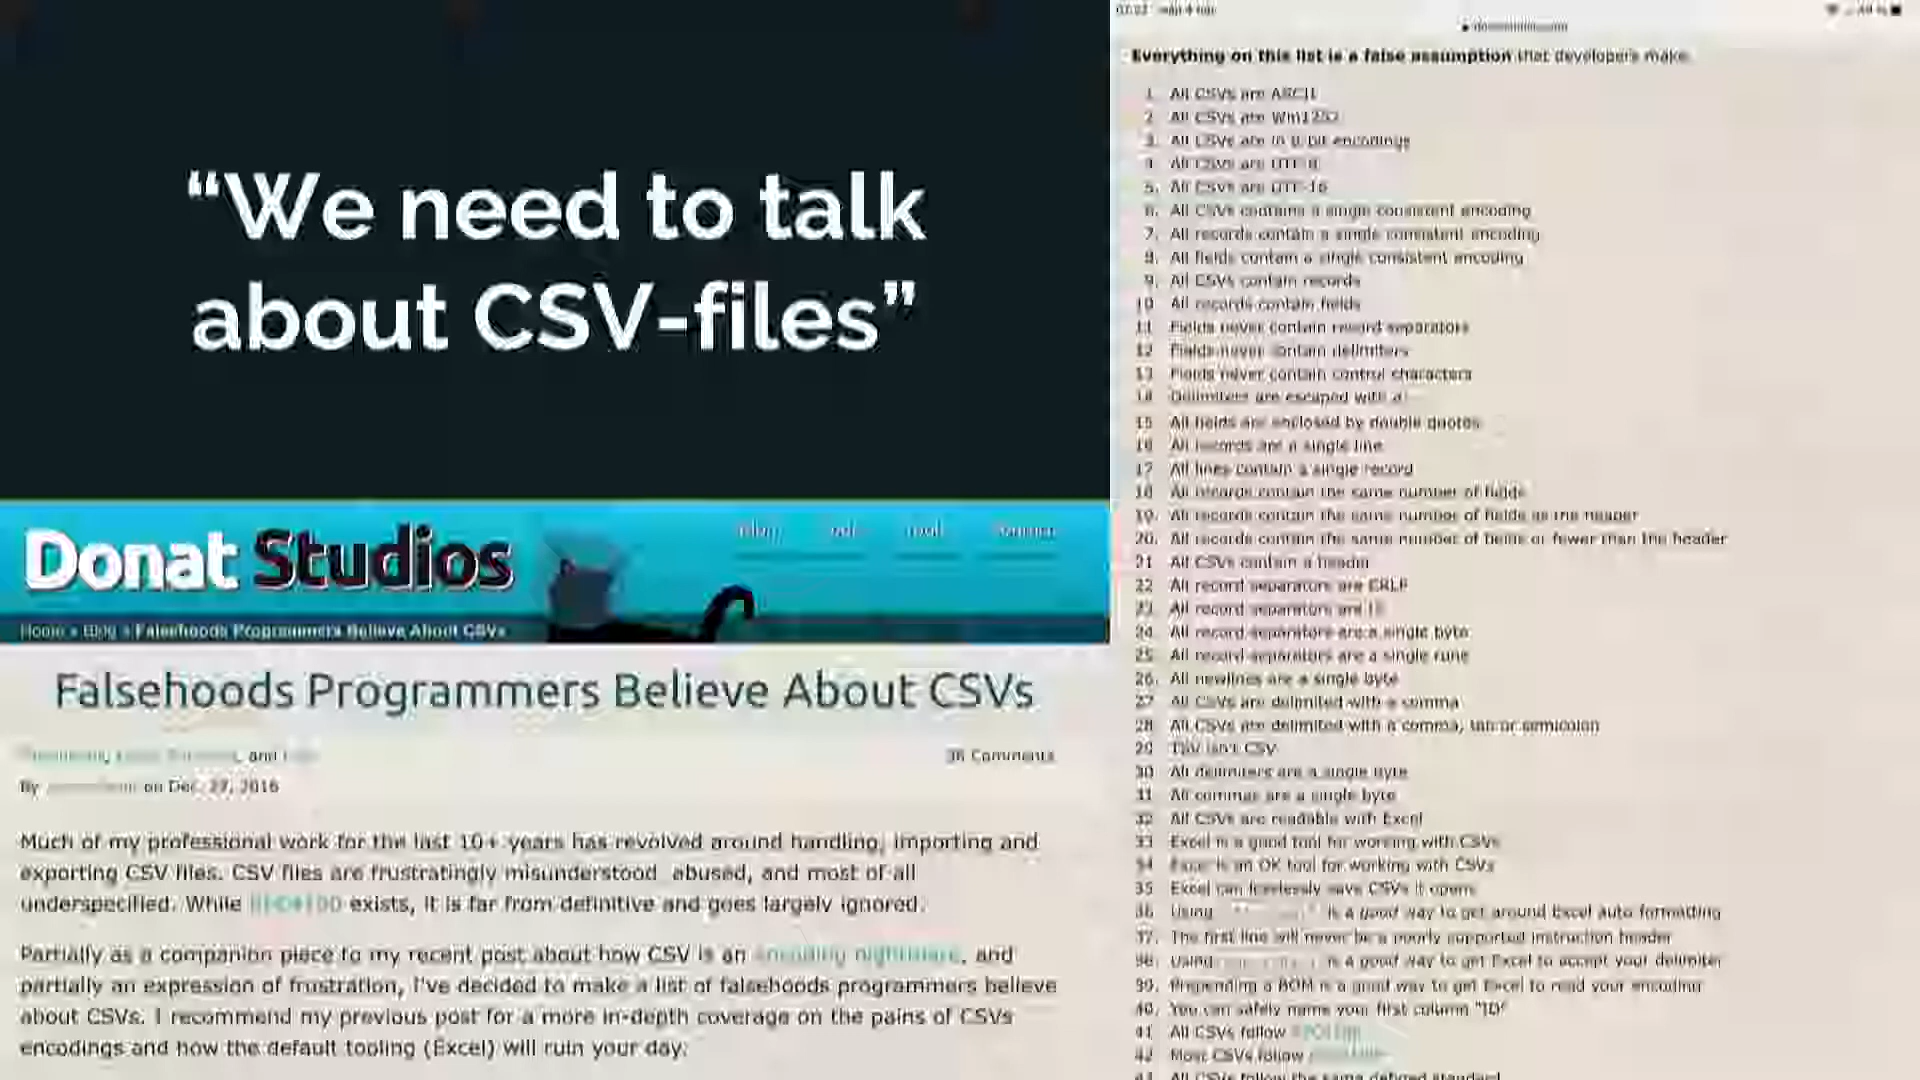 “We need to talk
about CSV-files”
Donat Studios
Home » Blog » Falsehoods Programmers Believe About CSVs
Falsehoods Programmers Believe About CSVs
, and
36 Comments
By on Dec. 27, 2016
Much of my professional work for the last 10+ years has revolved around handling, importing and
exporting CSV files. CSV files are frustratingly misunderstood, abused, and most of all
underspecified. While RFC4180 exists, it is far from definitive and goes largely ignored.
Partially as a companion piece to my recent post about how CSV is an encoding nightmare, and
partially an expression of frustration, I've decided to make a list of falsehoods programmers believe
about CSVs. I recommend my previous post for a more in-depth coverage on the pains of CSVs
encodings and how the default tooling (Excel) will ruin your day.
Everything on this list is a false assumption that developers make.
1. All CSVs are ASCII
2. All CSVs are Win1252
3. All CSVs are in 8-bit encodings
4. All CSVs are UTF-8
5. All CSVs are UTF-16
6. All CSVs contains a single consistent encoding
7. All records contain a single consistent encoding
8. All fields contain a single consistent encoding
9. All CSVs contain records
10. All records contain fields
11. Fields never contain record separators
12. Fields never contain delimiters
13. Fields never contain control characters
14. Delimiters are escaped with a
15. All fields are enclosed by double quotes
16. All records are a single line
17. All lines contain a single record
18. All records contain the same number of fields
19. All records contain the same number of fields as the header
20. All records contain the same number of fields or fewer than the header
21. All CSVs contain a header
22. All record separators are CRLF
23. All record separators are LF
24. All record separators are a single byte
25. All record separators are a single rune
26. All newlines are a single byte
27. All CSVs are delimited with a comma
28. All CSVs are delimited with a comma, tab or semicolon
29. TSV isn't CSV
30. All delimiters are a single byte
31. All commas are a single byte
32. All CSVs are readable with Excel
33. Excel is a good tool for working with CSVs
34. Excel is an OK tool for working with CSVs
35. Excel can losslessly save CSVs it opens
36. Using is a good way to get around Excel auto formatting
37. The first line will never be a poorly supported instruction header
38. Using is a good way to get Excel to accept your delimiter
39. Prepending a BOM is a good way to get Excel to read your encoding
40. You can safely name your first column "ID"
41. All CSVs follow RFC4180
42. Most CSVs follow
43. All CSVs follow the same defined standard